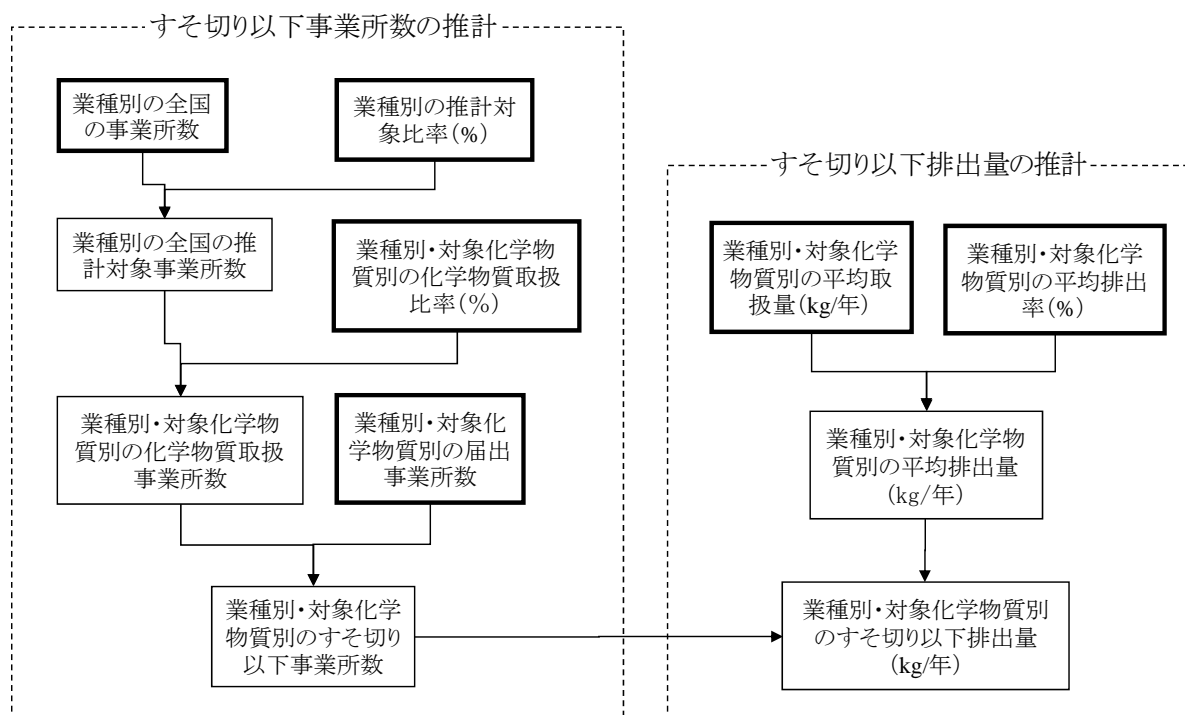 すそ切り以下事業所数の推計
業種別の全国
の事業所数
業種別の推計対
象比率(%)
業種別の全国の推
計対象事業所数
業種別・対象化学物
質別の化学物質取扱
比率(%)
業種別・対象化学物
質別の化学物質取扱
事業所数
業種別・対象化
学物質別の届出
事業所数
業種別・対象化学
物質別のすそ切り
以下事業所数
すそ切り以下排出量の推計
業種別・対象化学
物質別の平均取
扱量(kg/年)
業種別・対象化学
物質別の平均排出
率(%)
業種別・対象化学物
質別の平均排出量
(kg/年)
業種別・対象化学物質別
のすそ切り以下排出量
(kg/年)